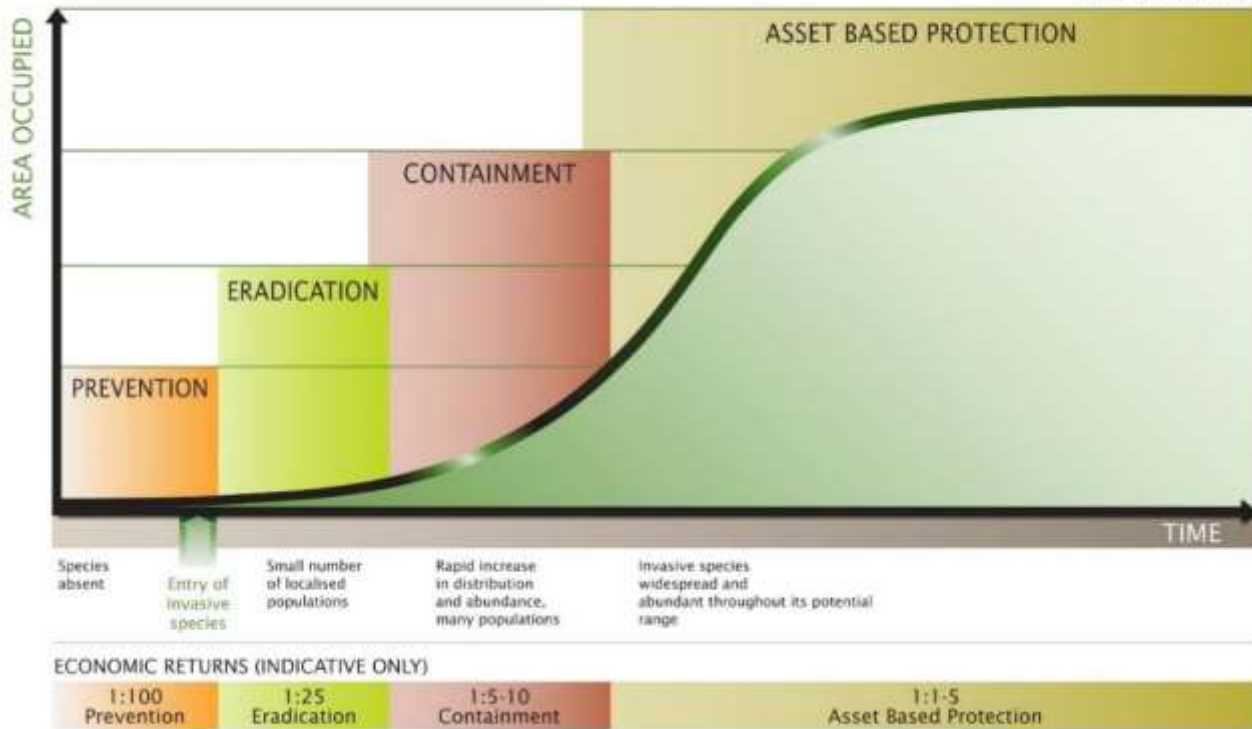 ASSET BASED PROTECTION
AREA OCCUPIED
CONTAINMENT
ERADICATION
PREVENTION
TIME
Species
absent
Entry of
invasive
species
Small number
of localised
populations
Rapid increase
in distribution
and abundance,
many populations
Invasive species
widespread and
abundant throughout its potential
range
ECONOMIC RETURNS (INDICATIVE ONLY)
1:100
Prevention
1:25
Eradication
1:5-10
Containment
1:1-5
Asset Based Protection